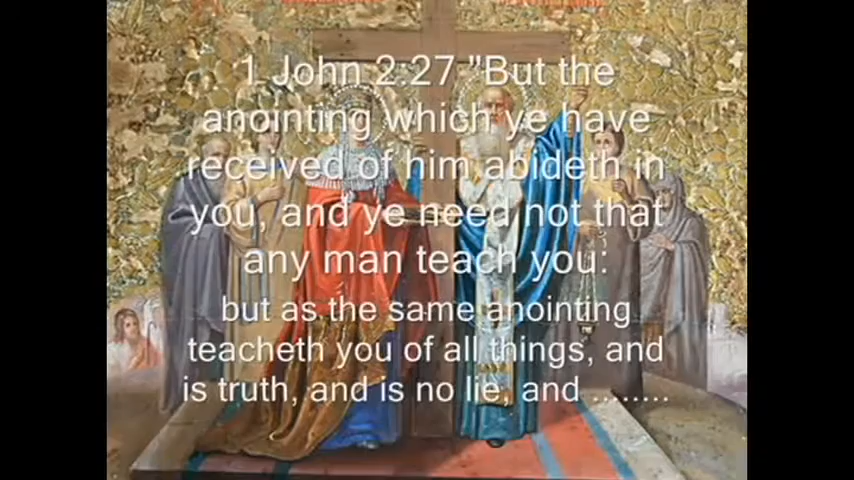 1 John 2:27 "But the
anointing which ye have
received of him abideth in
you, and ye need not that
any man teach you:
but as the same anointing
teacheth you of all things, and
is truth, and is no lie, and ........